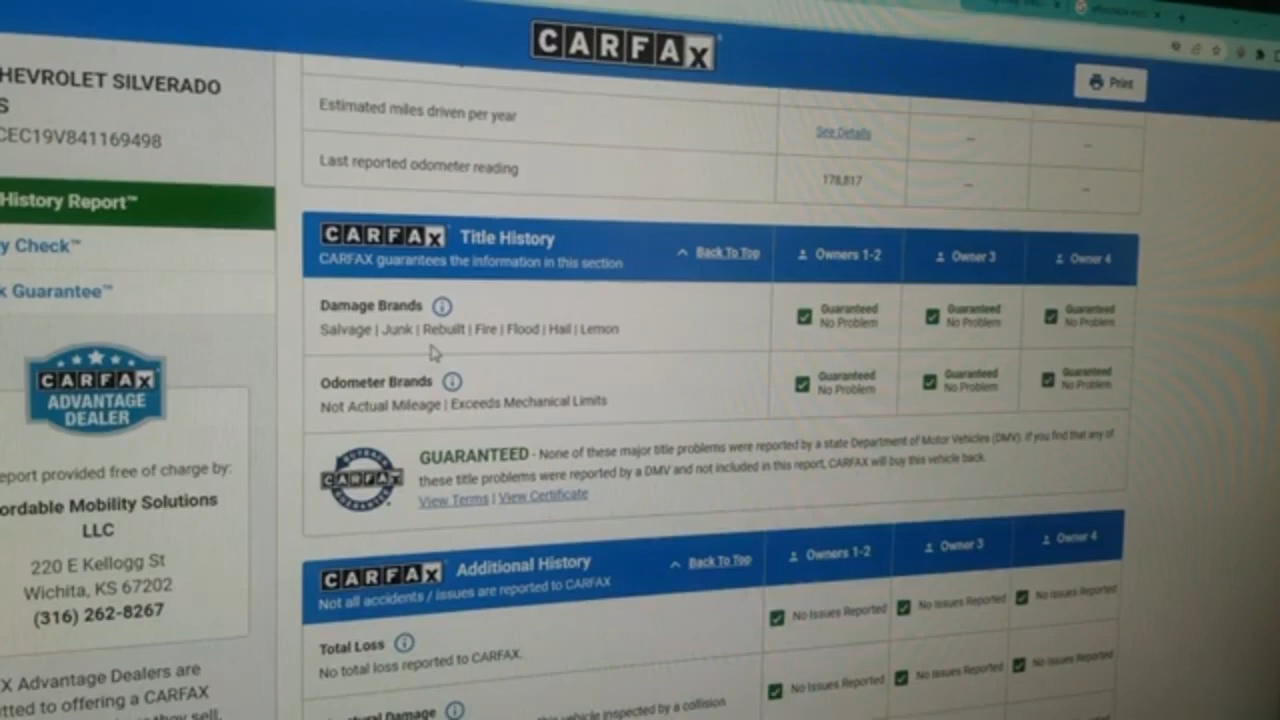 CARFAX
Print
HEVROLET SILVERADO
S
CEC19V841169498
History Report™
y Check™
k Guarantee™
CARFAX
ADVANTAGE
DEALER
eport provided free of charge by:
ordable Mobility Solutions
LLC
220 E Kellogg St
Wichita, KS 67202
(316) 262-8267
X Advantage Dealers are
tted to offering a CARFAX
they sell.
Estimated miles driven per year
See Details — —
Last reported odometer reading
178,817 — —
CARFAX Title History
CARFAX guarantees the information in this section
Back To Top
Owners 1-2 Owner 3 Owner 4
Damage Brands
Salvage | Junk | Rebuilt | Fire | Flood | Hail | Lemon
Guaranteed Guaranteed Guaranteed
No Problem No Problem No Problem
Odometer Brands
Not Actual Mileage | Exceeds Mechanical Limits
Guaranteed Guaranteed Guaranteed
No Problem No Problem No Problem
CARFAX
GUARANTEED - None of these major title problems were reported by a state Department of Motor Vehicles (DMV). If you find that any of
these title problems were reported by a DMV and not included in this report, CARFAX will buy this vehicle back.
View Terms | View Certificate
CARFAX Additional History
Not all accidents / issues are reported to CARFAX
Back To Top
Owners 1-2 Owner 3 Owner 4
Total Loss
No total loss reported to CARFAX.
No Issues Reported No Issues Reported No Issues Reported
Damage
this vehicle inspected by a collision
No Issues Reported No Issues Reported No Issues Reported